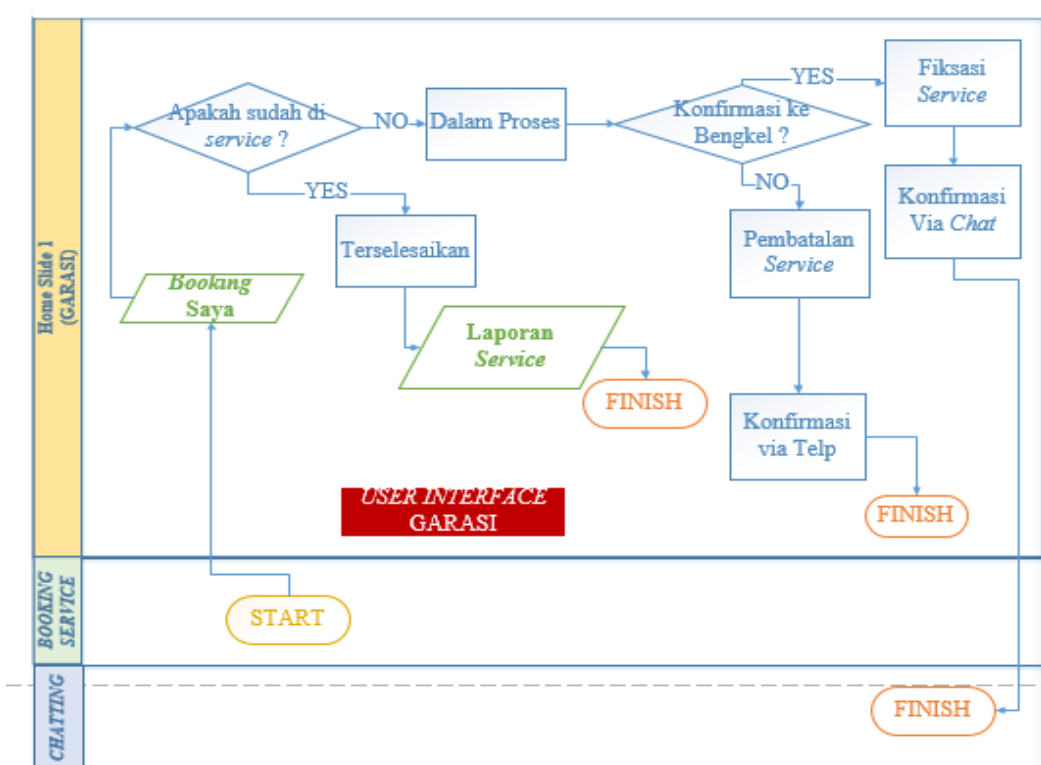 Home Slide 1
(GARASI)
Apakah sudah di
service ?
NO
Dalam Proses
Konfirmasi ke
Bengkel ?
YES
Fiksasi
Service
Konfirmasi
Via Chat
NO
Pembatalan
Service
Konfirmasi
via Telp
FINISH
YES
Terselesaikan
Booking
Saya
Laporan
Service
FINISH
USER INTERFACE
GARASI
BOOKING
SERVICE
START
CHATTING
FINISH